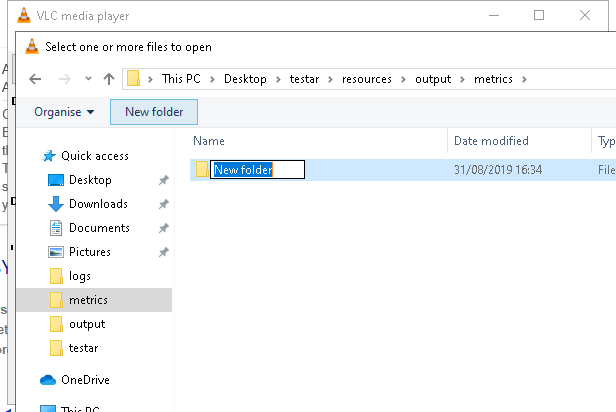 VLC media player
Select one or more files to open
This PC > Desktop > testar > resources > output > metrics >
Organise New folder
Name Date modified Typ
New folder 31/08/2019 16:34 File
Quick access
Desktop
Downloads
Documents
Pictures
logs
metrics
output
testar
OneDrive
This PC